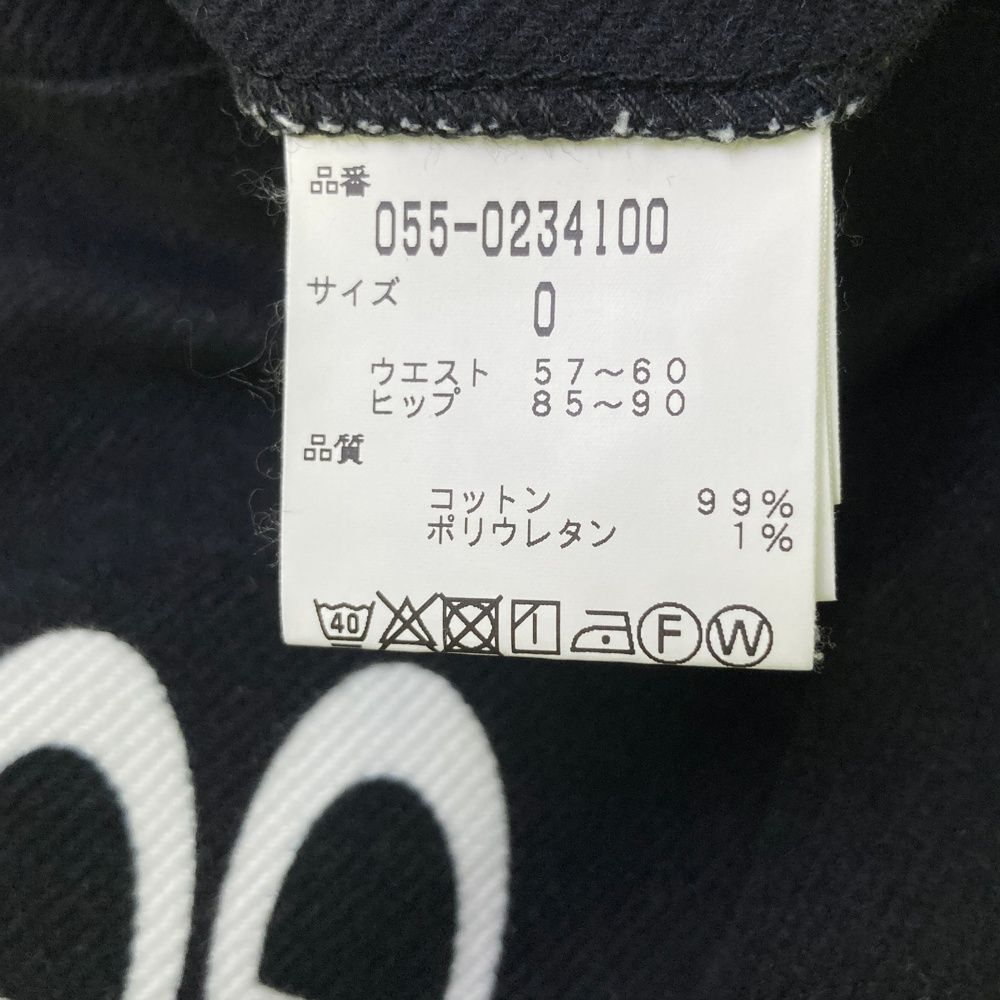 品番
055-0234100
サイズ
0
ウエスト 57～60
ヒップ 85～90
品質
コットン 99%
ポリウレタン 1%
40 F W